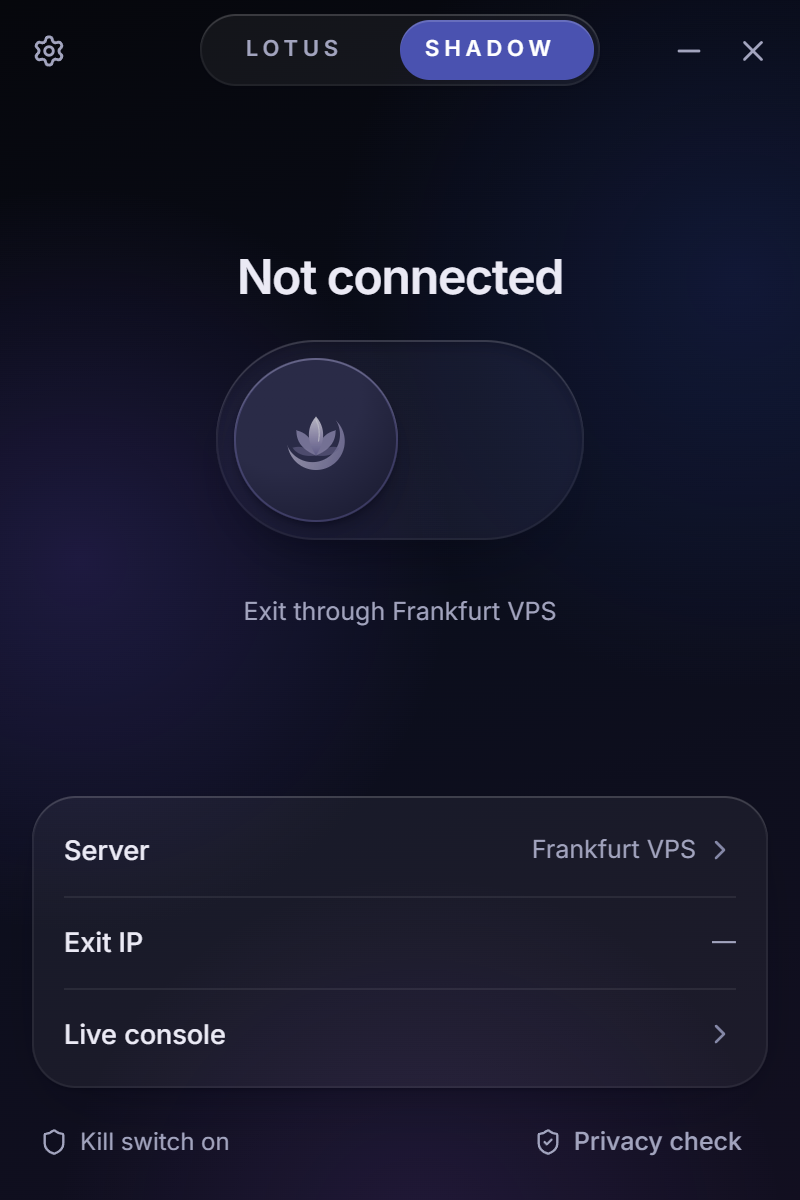 LOTUS
SHADOW
Not connected
Exit through Frankfurt VPS
Server
Frankfurt VPS
Exit IP
—
Live console
Kill switch on
Privacy check